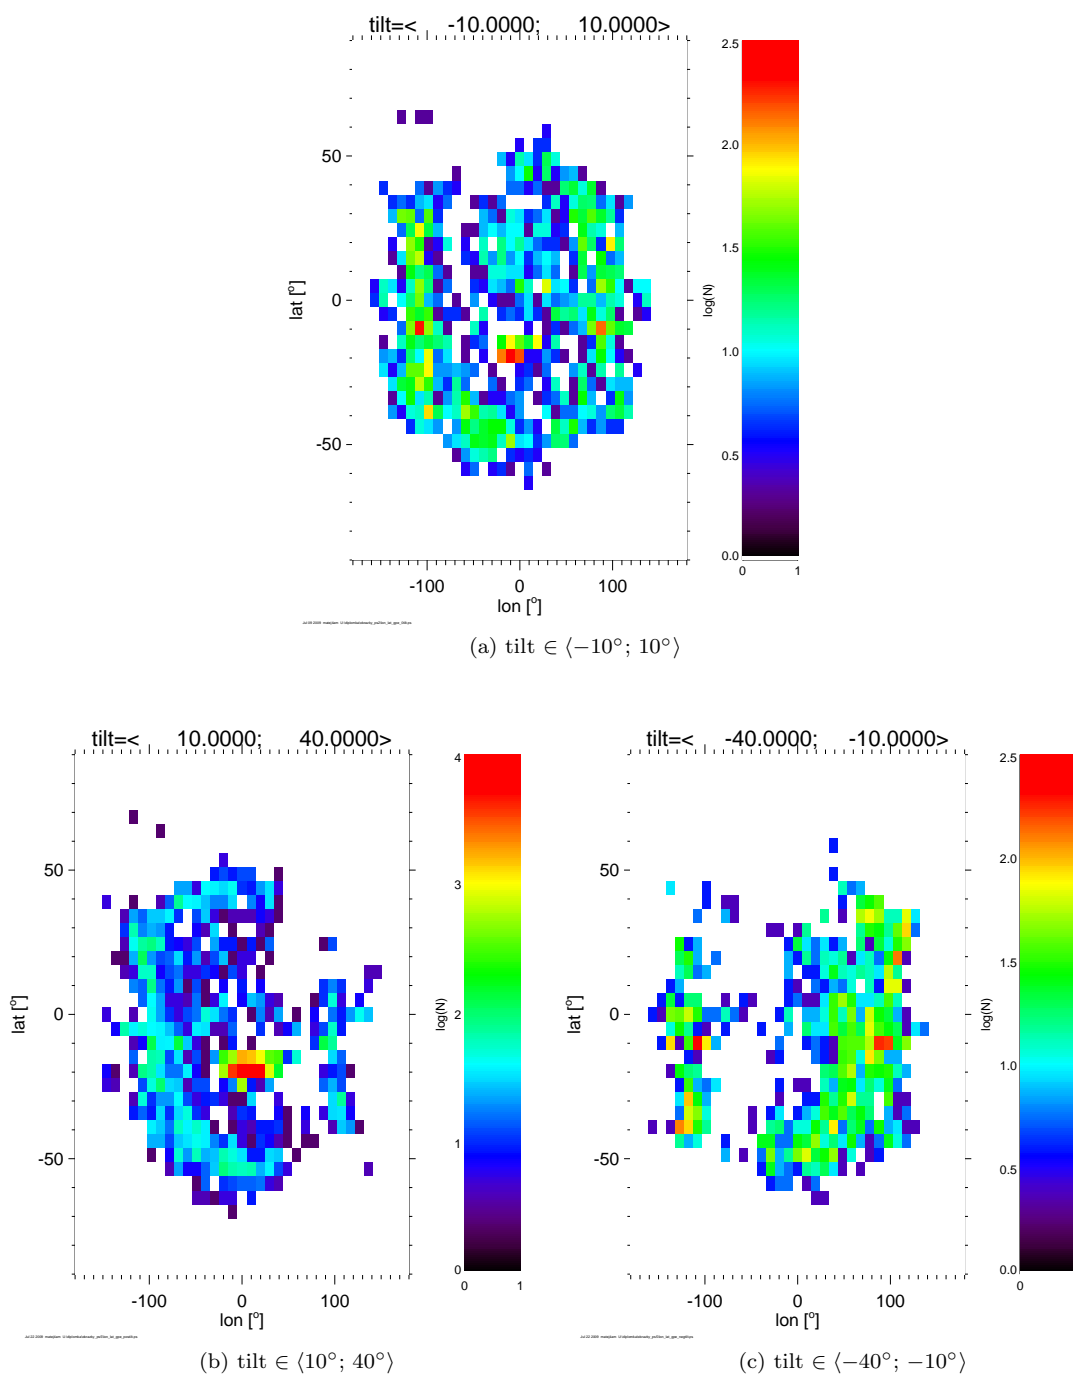 tilt=< -10.0000; 10.0000>
2.5
2.0
1.5
1.0
0.5
0.0
0 1
log(N)
50
0
-50
lat [°]
-100 0 100
lon [°]
(a) tilt ∈ ⟨−10°; 10°⟩
tilt=< 10.0000; 40.0000>
4
3
2
1
0
0 1
log(N)
50
0
-50
lat [°]
-100 0 100
lon [°]
(b) tilt ∈ ⟨10°; 40°⟩
tilt=< -40.0000; -10.0000>
2.5
2.0
1.5
1.0
0.5
0.0
0
log(N)
50
0
-50
lat [°]
-100 0 100
lon [°]
(c) tilt ∈ ⟨−40°; −10°⟩